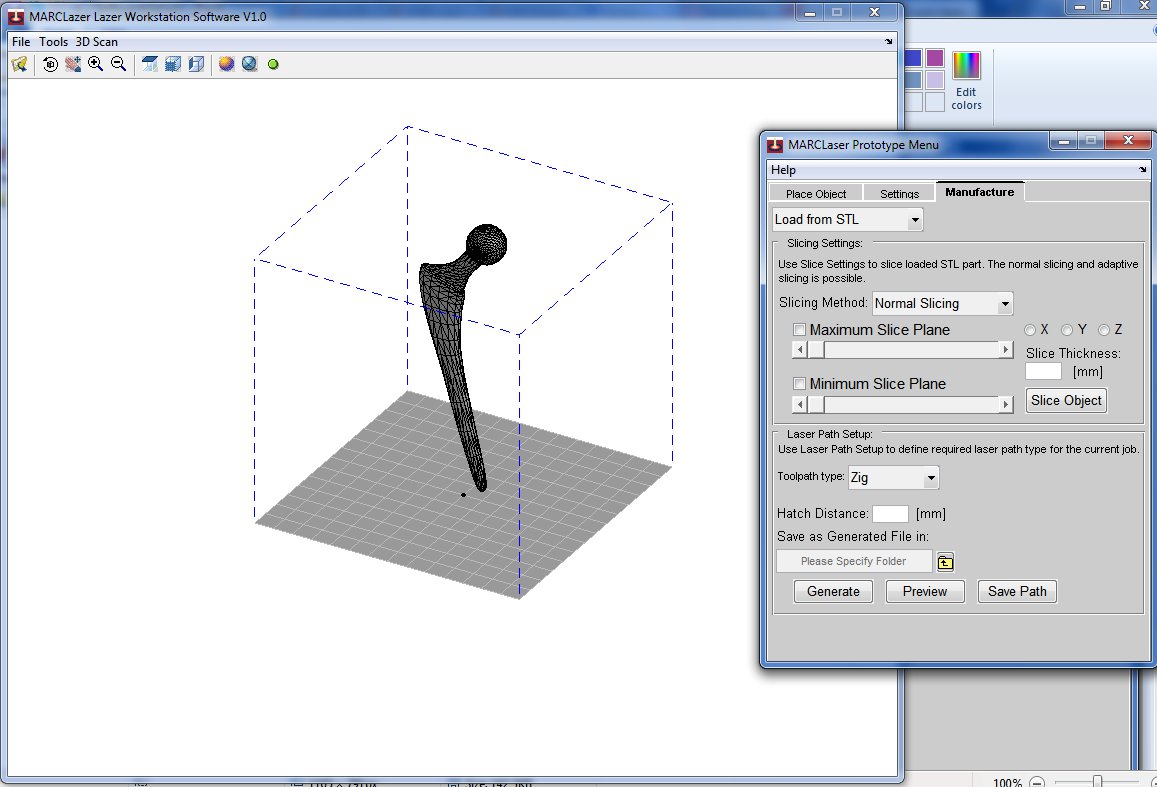 MARCLazer Lazer Workstation Software V1.0
File Tools 3D Scan
Edit
colors
MARCLaser Prototype Menu
Help
Place Object Settings Manufacture
Load from STL
Slicing Settings:
Use Slice Settings to slice loaded STL part. The normal slicing and adaptive
slicing is possible.
Slicing Method: Normal Slicing
Maximum Slice Plane X Y Z
Slice Thickness:
[mm]
Minimum Slice Plane
Slice Object
Laser Path Setup:
Use Laser Path Setup to define required laser path type for the current job.
Toolpath type: Zig
Hatch Distance: [mm]
Save as Generated File in:
Please Specify Folder
Generate Preview Save Path
100%